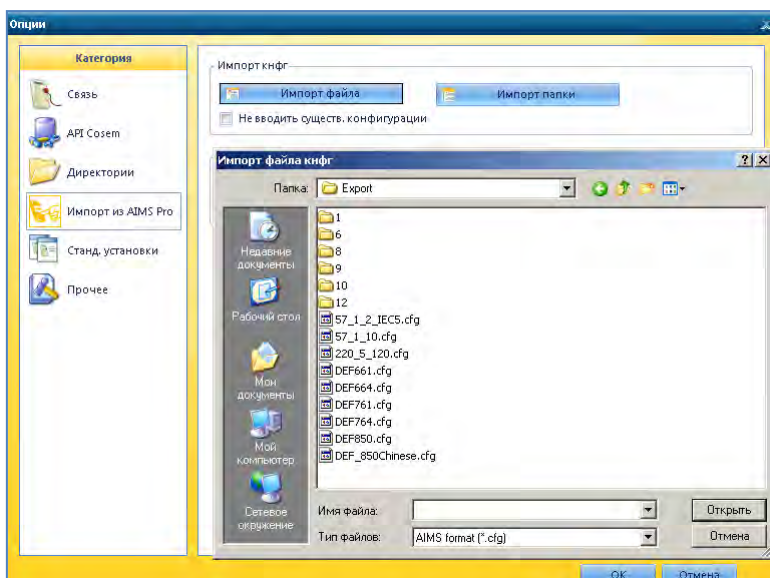 Опции
Категория
Связь
API Cosem
Директории
Импорт из AIMS Pro
Станд. установки
Прочее
Импорт кнфг
Импорт файла
Импорт папки
Не вводить существ. конфигурации
Импорт файла кнфг
Папка:
Export
Недавние документы
Рабочий стол
Мои документы
Мой компьютер
Сетевое окружение
1
6
8
9
10
12
57_1_2_IEC5.cfg
57_1_10.cfg
220_5_120.cfg
DEF661.cfg
DEF664.cfg
DEF761.cfg
DEF764.cfg
DEF850.cfg
DEF_850Chinese.cfg
Имя файла:
Открыть
Тип файлов:
AIMS format (*.cfg)
Отмена
OK
Отмена